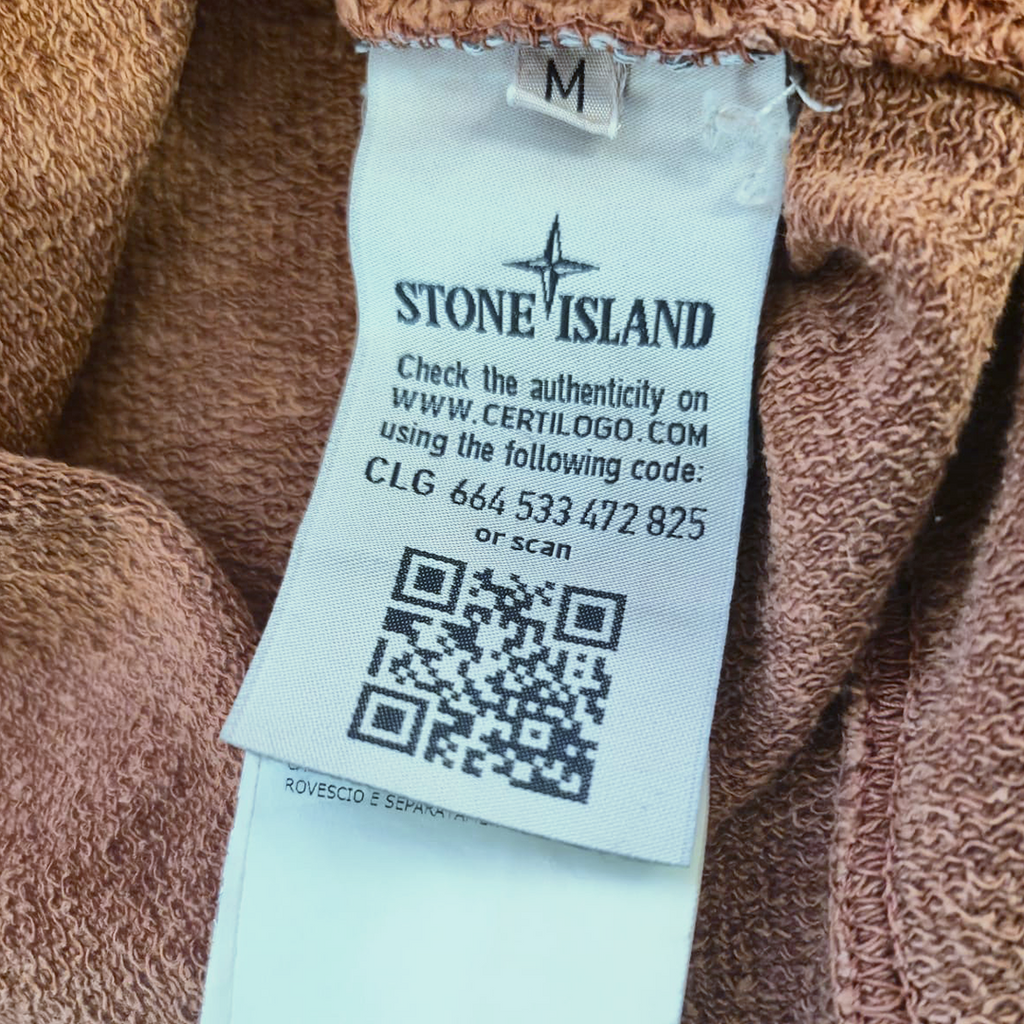 M
STONE ISLAND
Check the authenticity on
WWW.CERTILOGO.COM
using the following code:
CLG 664 533 472 825
or scan
ROVESCIO E